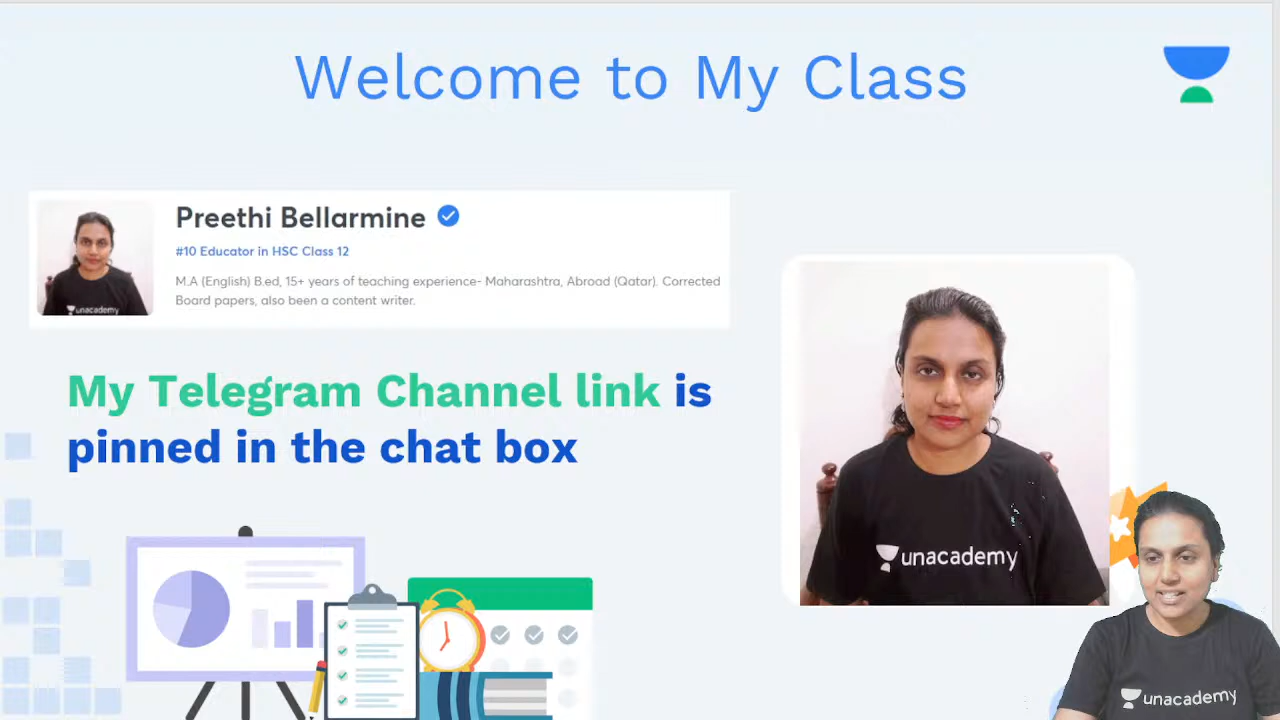 Welcome to My Class
Preethi Bellarmine
#10 Educator in HSC Class 12
M.A (English) B.ed, 15+ years of teaching experience- Maharashtra, Abroad (Qatar). Corrected
Board papers, also been a content writer.
unacademy
My Telegram Channel link is
pinned in the chat box
unacademy
unacademy